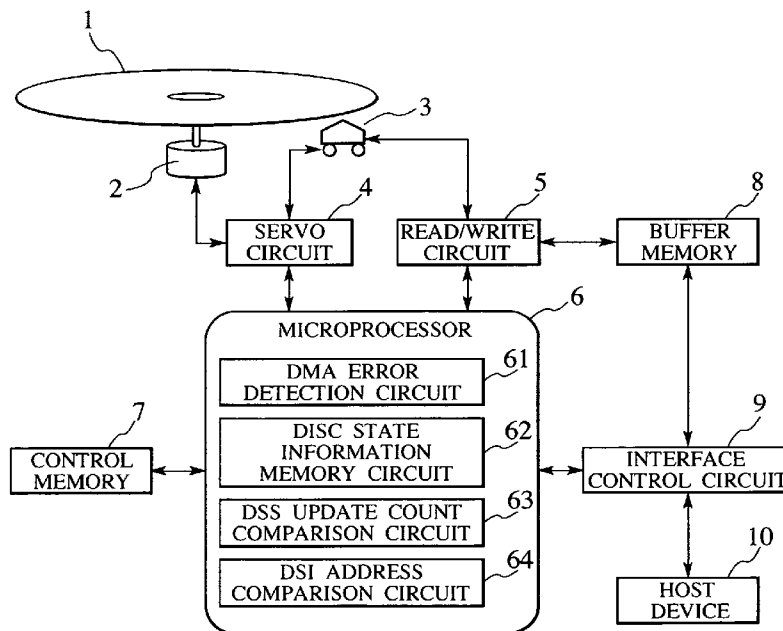 1
3
2
4
5
8
SERVO
CIRCUIT
READ/WRITE
CIRCUIT
BUFFER
MEMORY
6
MICROPROCESSOR
61
DMA ERROR
DETECTION CIRCUIT
7
CONTROL
MEMORY
62
DISC STATE
INFORMATION
MEMORY CIRCUIT
9
INTERFACE
CONTROL CIRCUIT
63
DSS UPDATE COUNT
COMPARISON CIRCUIT
64
DSI ADDRESS
COMPARISON CIRCUIT
10
HOST
DEVICE